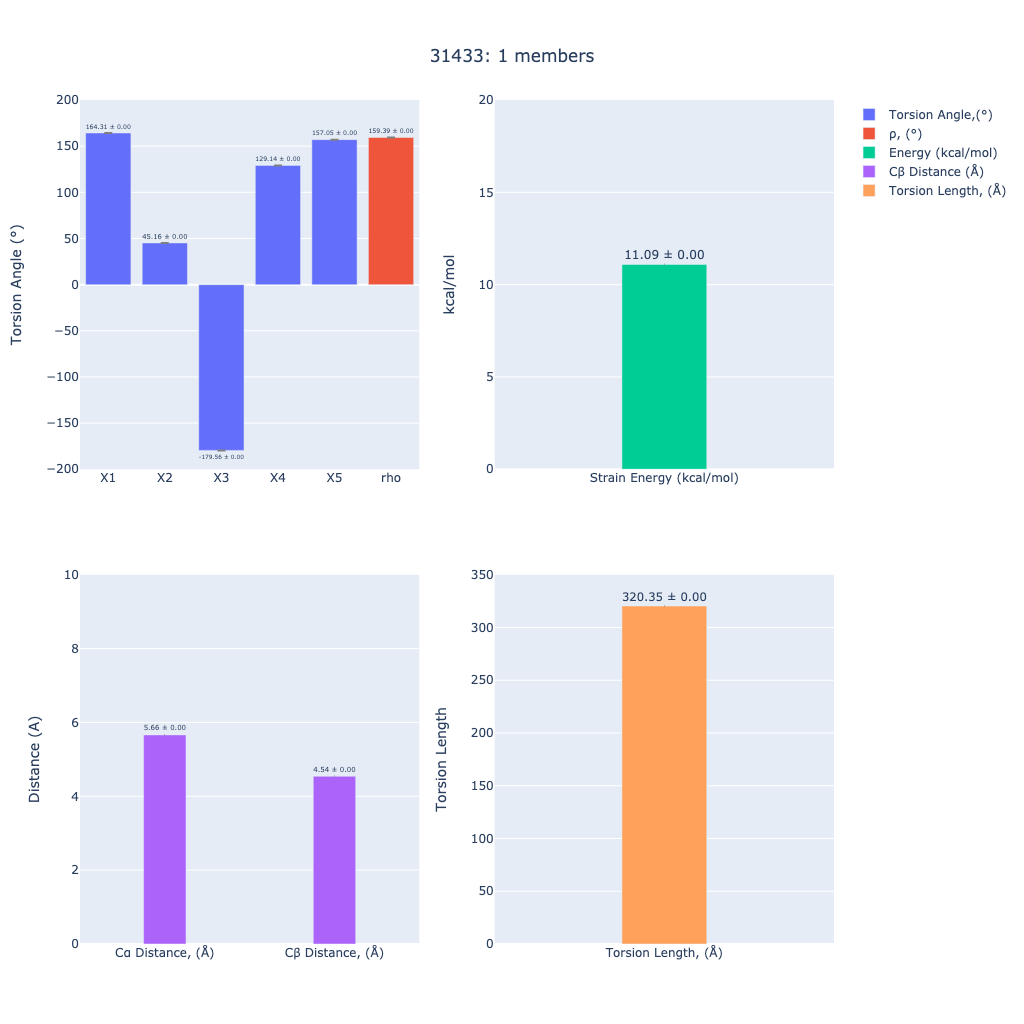 31433: 1 members
Torsion Angle (°)
200
150
100
50
0
−50
−100
−150
−200
164.31 ± 0.00
45.16 ± 0.00
-179.56 ± 0.00
129.14 ± 0.00
157.05 ± 0.00
159.39 ± 0.00
X1 X2 X3 X4 X5 rho
kcal/mol
20
15
10
5
0
11.09 ± 0.00
Strain Energy (kcal/mol)
Torsion Angle,(°)
ρ, (°)
Energy (kcal/mol)
Cβ Distance (Å)
Torsion Length, (Å)
Distance (A)
10
8
6
4
2
0
5.66 ± 0.00
4.54 ± 0.00
Cα Distance, (Å) Cβ Distance, (Å)
Torsion Length
350
300
250
200
150
100
50
0
320.35 ± 0.00
Torsion Length, (Å)